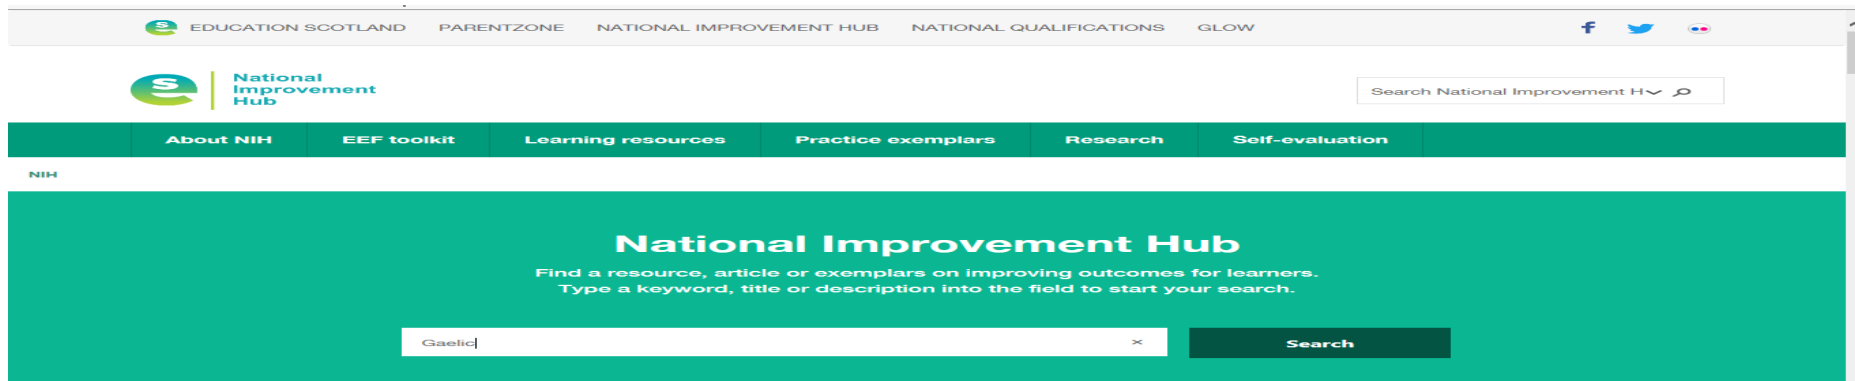 EDUCATION SCOTLAND PARENTZONE NATIONAL IMPROVEMENT HUB NATIONAL QUALIFICATIONS GLOW
National
Improvement
Hub
Search National Improvement H
About NIH EEF toolkit Learning resources Practice exemplars Research Self-evaluation
NIH
National Improvement Hub
Find a resource, article or exemplars on improving outcomes for learners.
Type a keyword, title or description into the field to start your search.
Gaelic Search